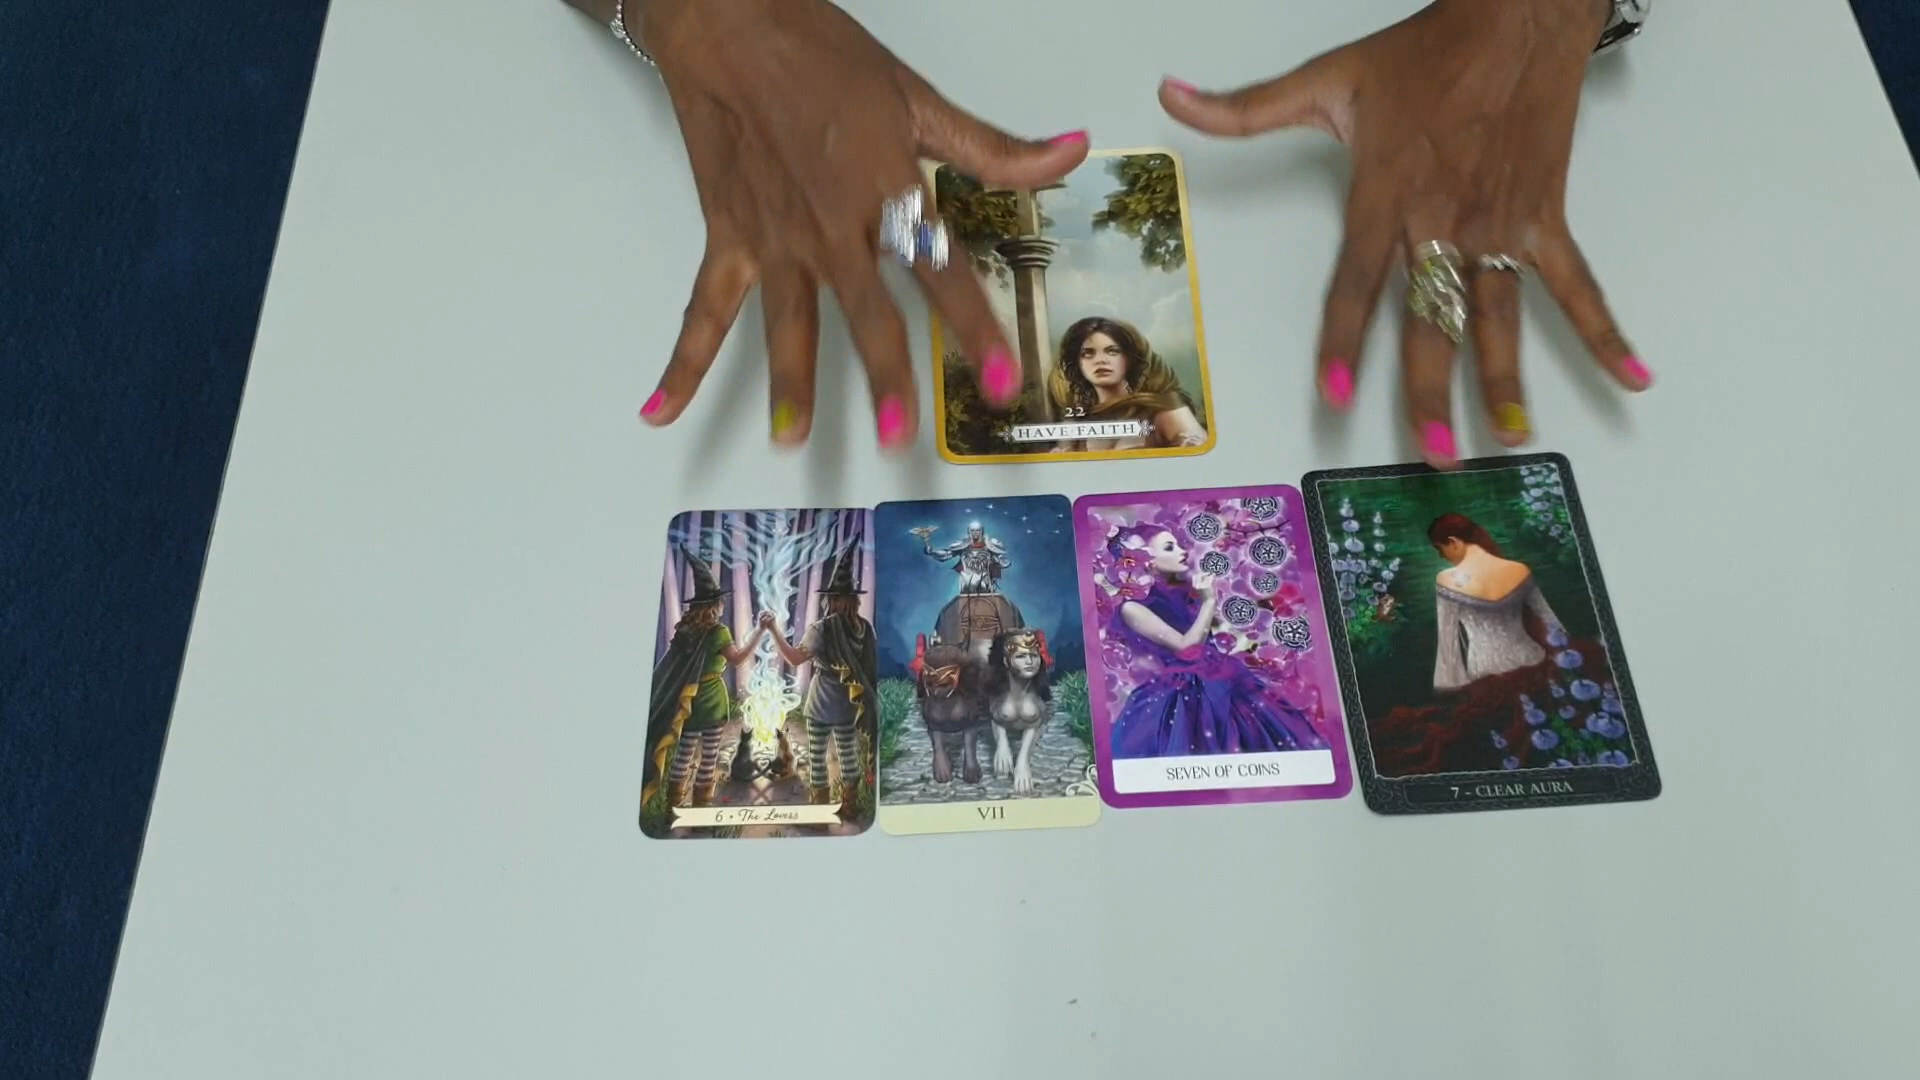 22
HAVE FAITH
6 • The Lovers
VII
SEVEN OF COINS
7 - CLEAR AURA